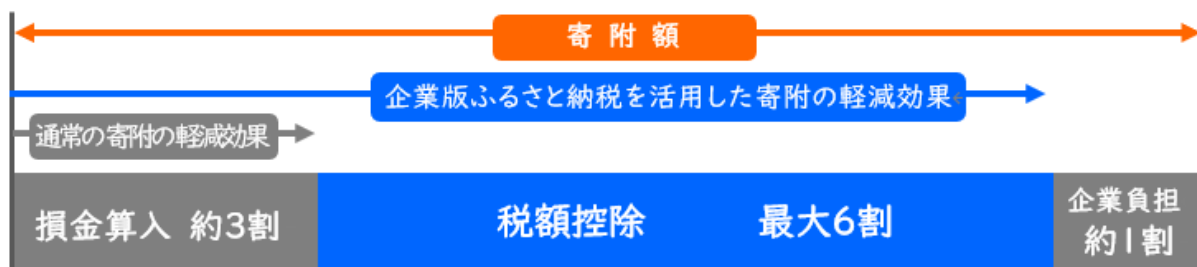 寄附額
企業版ふるさと納税を活用した寄附の軽減効果←
通常の寄附の軽減効果
損金算入 約3割
税額控除 最大6割
企業負担
約1割